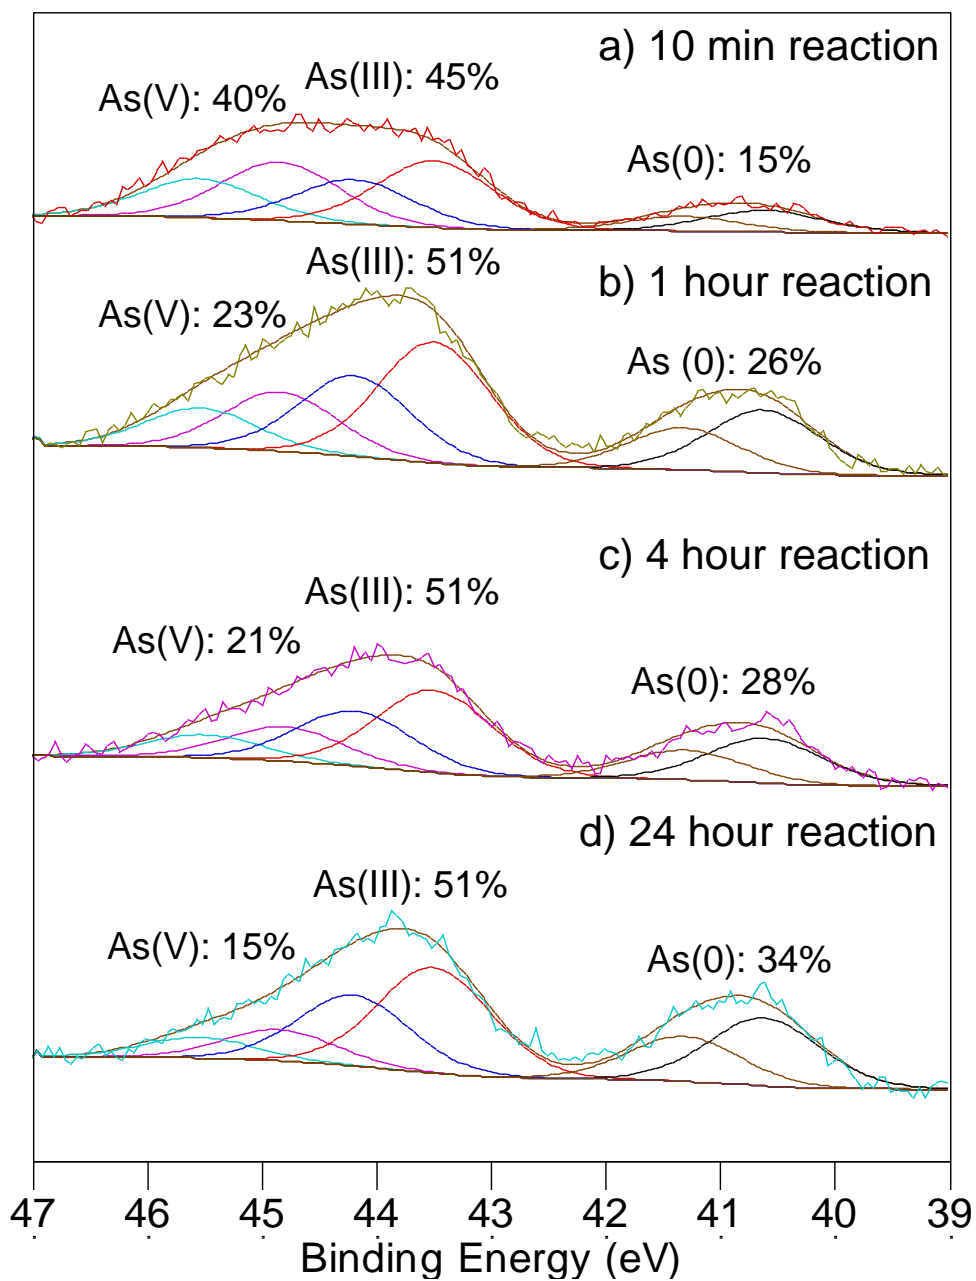 a) 10 min reaction
As(III): 45%
As(V): 40%
As(0): 15%
As(III): 51%
b) 1 hour reaction
As(V): 23%
As (0): 26%
c) 4 hour reaction
As(III): 51%
As(V): 21%
As(0): 28%
d) 24 hour reaction
As(III): 51%
As(V): 15%
As(0): 34%
47 46 45 44 43 42 41 40 39
Binding Energy (eV)